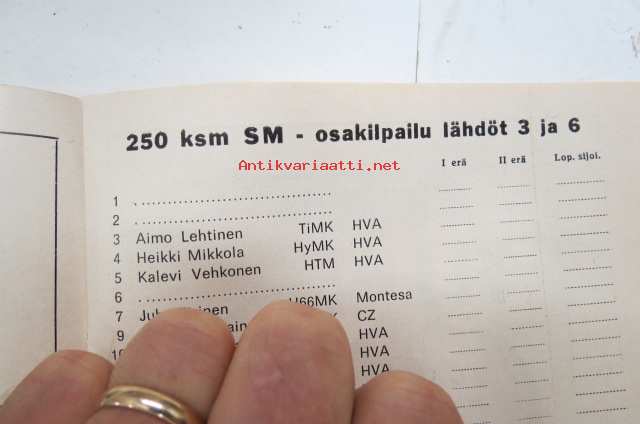 250 ksm SM - osakilpailu lähdöt 3 ja 6
Antikvariaatti.net
I erä II erä Lop. sijoi.
1 ..............................
2 ..............................
3 Aimo Lehtinen TiMK HVA
4 Heikki Mikkola HyMK HVA
5 Kalevi Vehkonen HTM HVA
6 ..............................
7 Montesa
9 CZ
HVA
HVA
HVA